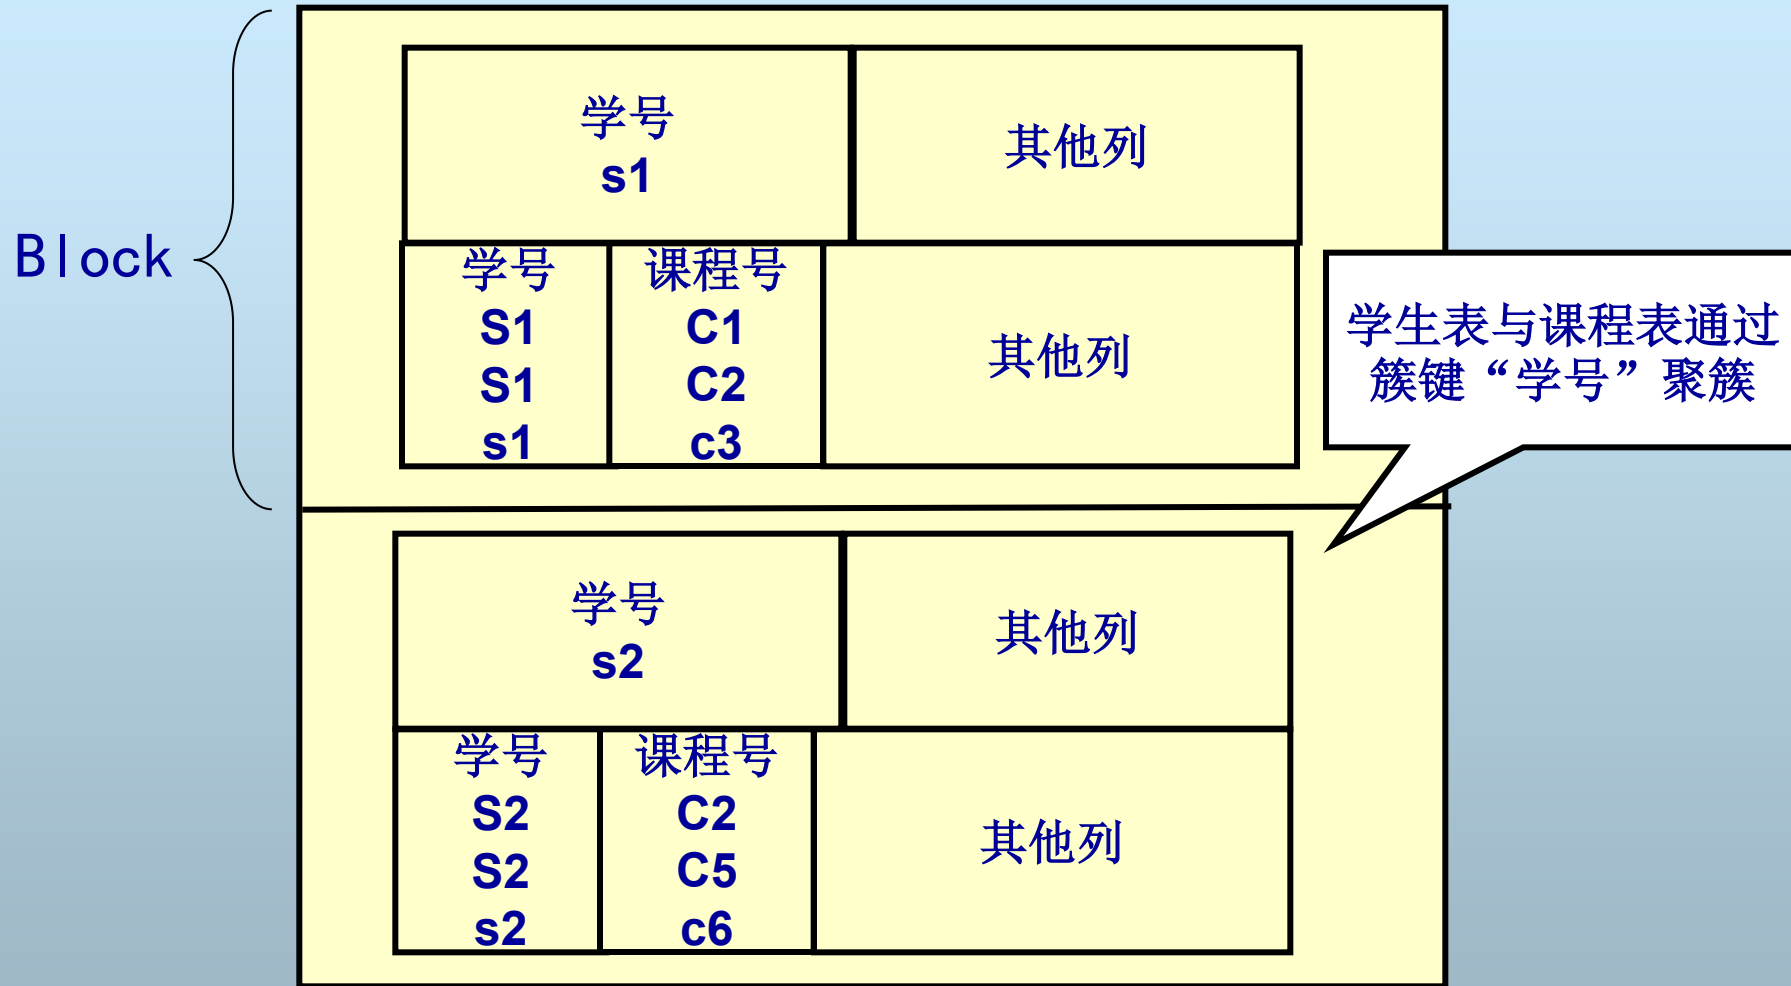 学号
s1
其他列
Block
学号
S1
S1
s1
课程号
C1
C2
c3
其他列
学生表与课程表通过
簇键“学号”聚簇
学号
s2
其他列
学号
S2
S2
s2
课程号
C2
C5
c6
其他列